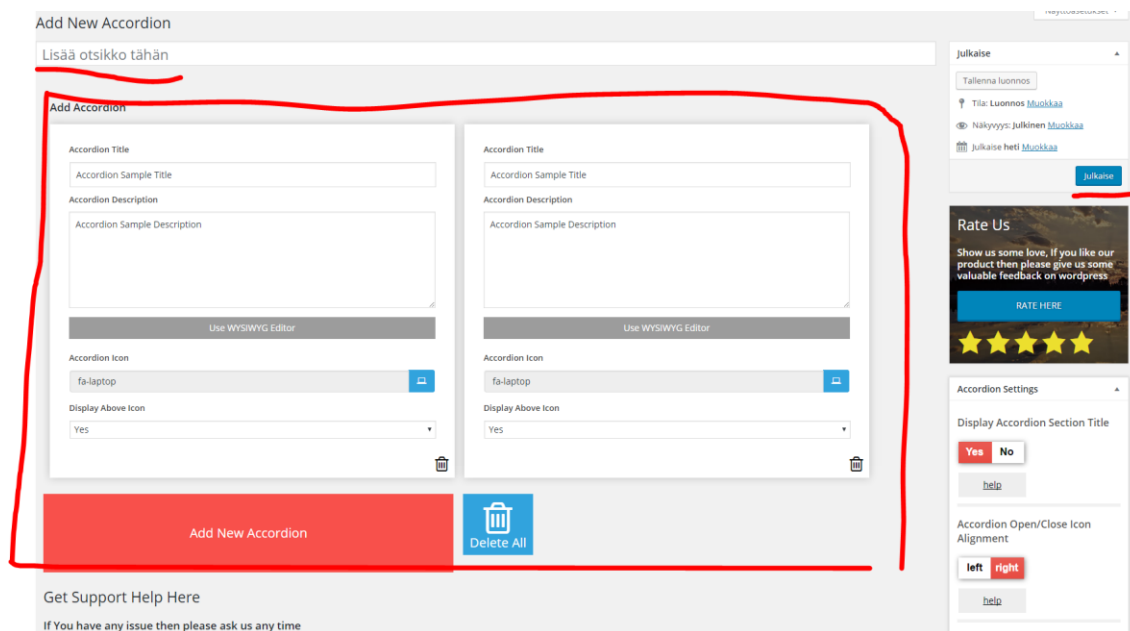 Näyttöasetukset
Add New Accordion
Lisää otsikko tähän
Add Accordion
Accordion Title
Accordion Sample Title
Accordion Description
Accordion Sample Description
Use WYSIWYG Editor
Accordion Icon
fa-laptop
Display Above Icon
Yes
Accordion Title
Accordion Sample Title
Accordion Description
Accordion Sample Description
Use WYSIWYG Editor
Accordion Icon
fa-laptop
Display Above Icon
Yes
Add New Accordion
Delete All
Get Support Help Here
If You have any issue then please ask us any time
Julkaise
Tallenna luonnos
Tila: Luonnos Muokkaa
Näkyvyys: Julkinen Muokkaa
Julkaise heti Muokkaa
Julkaise
Rate Us
Show us some love, If you like our
product then please give us some
valuable feedback on wordpress
RATE HERE
Accordion Settings
Display Accordion Section Title
Yes No
help
Accordion Open/Close Icon
Alignment
left right
help